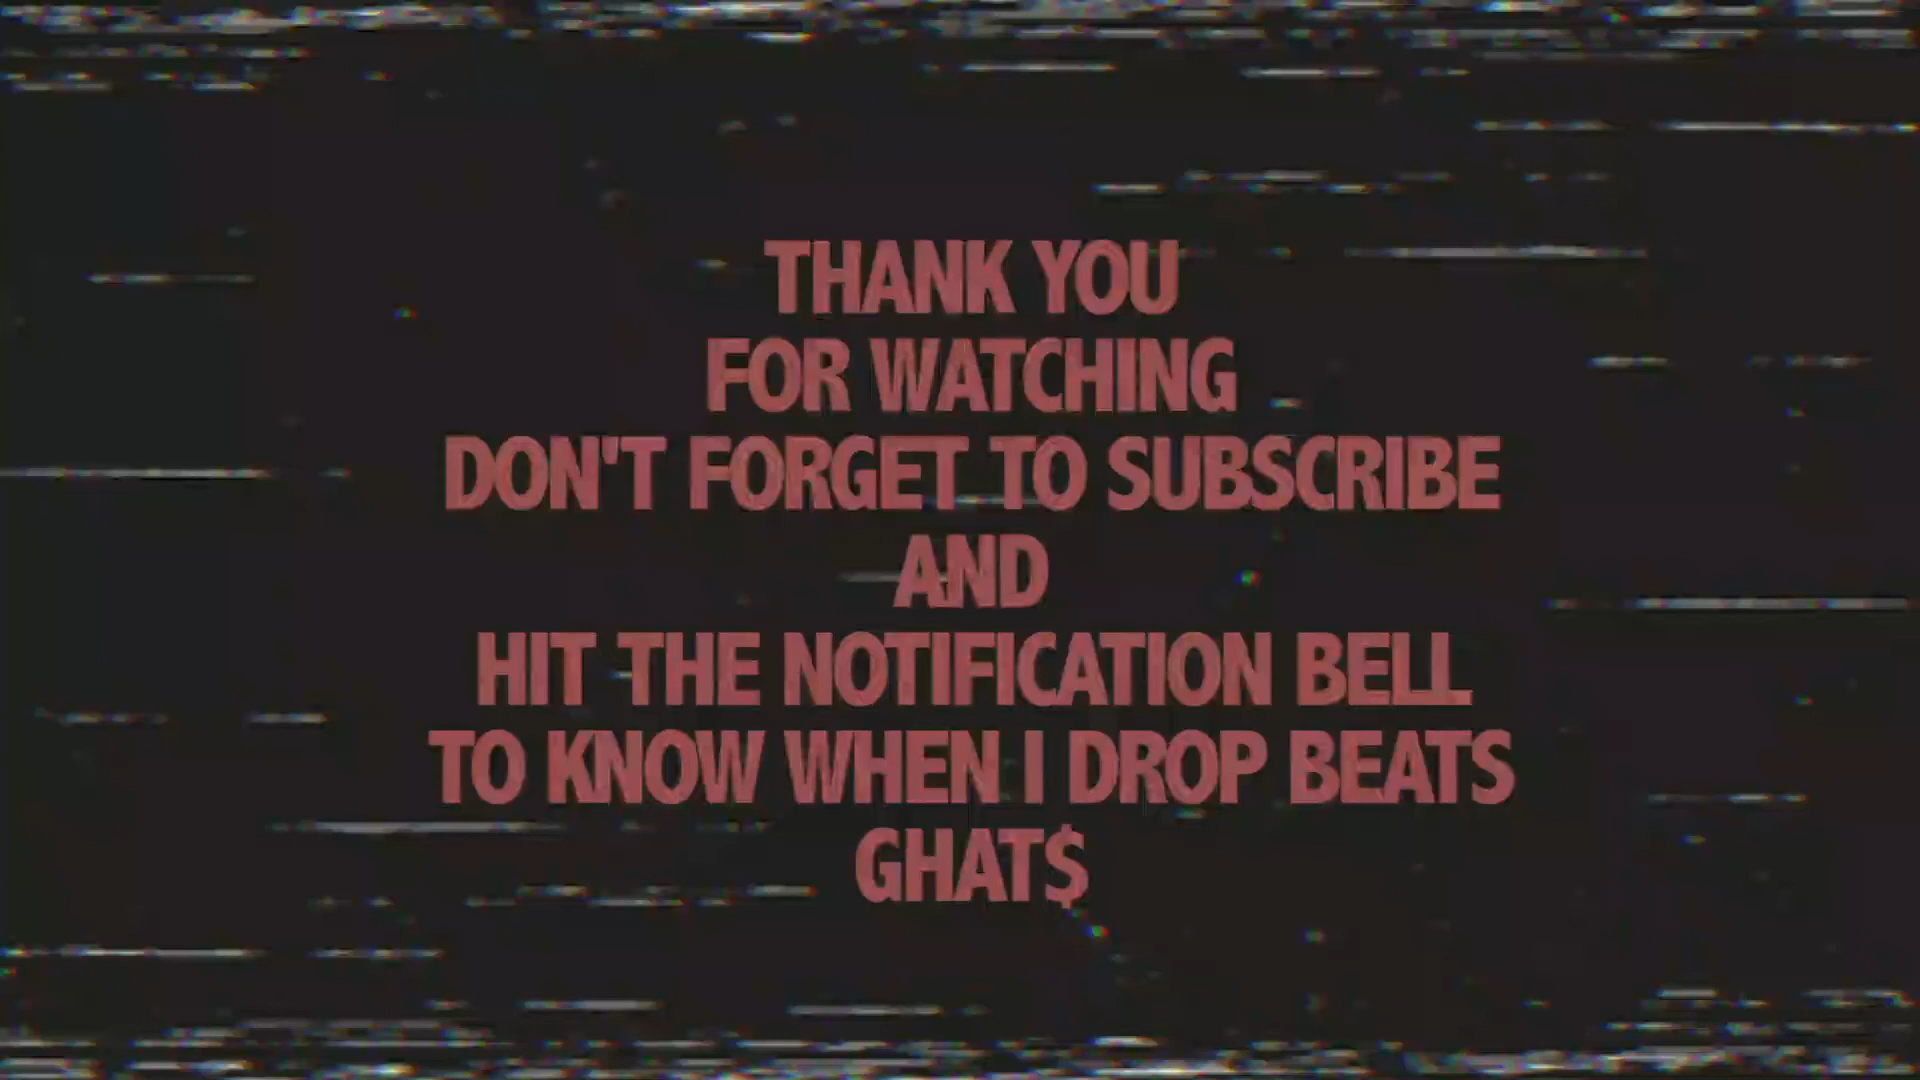 THANK YOU
FOR WATCHING
DON'T FORGET TO SUBSCRIBE
AND
HIT THE NOTIFICATION BELL
TO KNOW WHEN I DROP BEATS
GHAT$